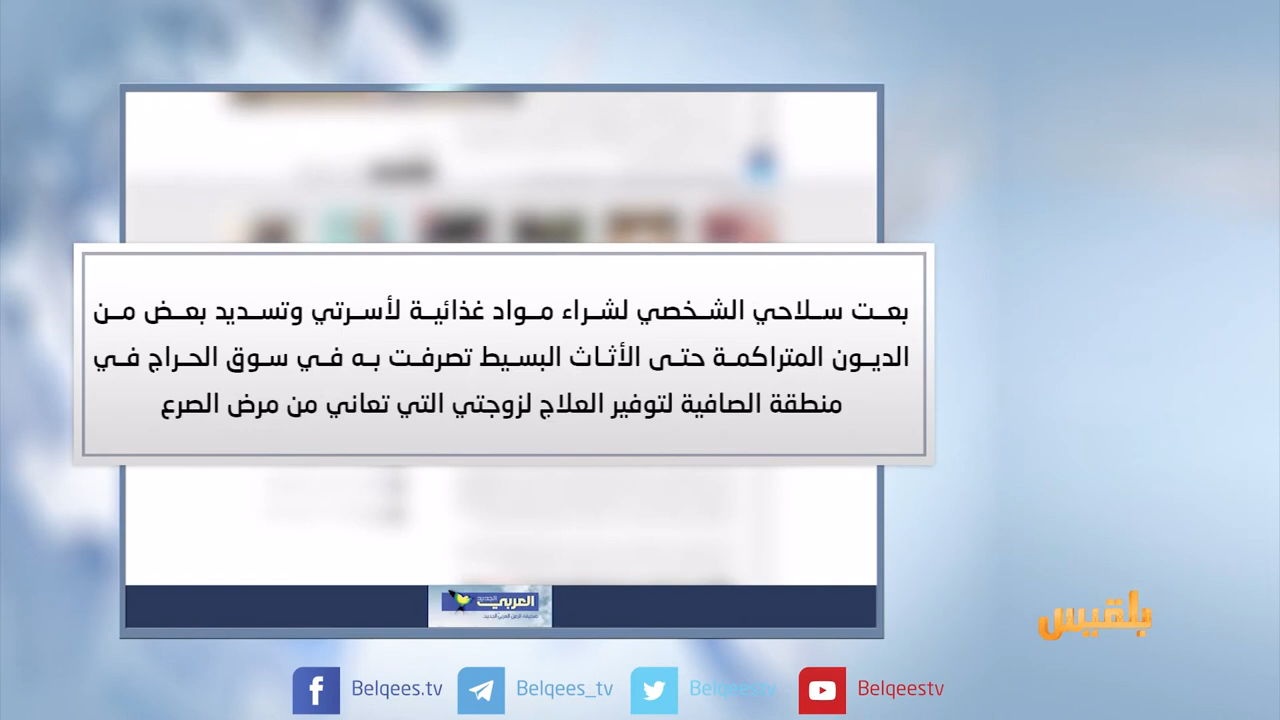 بعت سلاحي الشخصي لشراء مواد غذائية لأسرتي وتسديد بعض من
الديون المتراكمة حتى الأثاث البسيط تصرفت به في سوق الحراج في
منطقة الصافية لتوفير العلاج لزوجتي التي تعاني من مرض الصرع
العربي الجديد
بلقيس
Belqees.tv
Belqees_tv
Belqeestv
Belqeestv